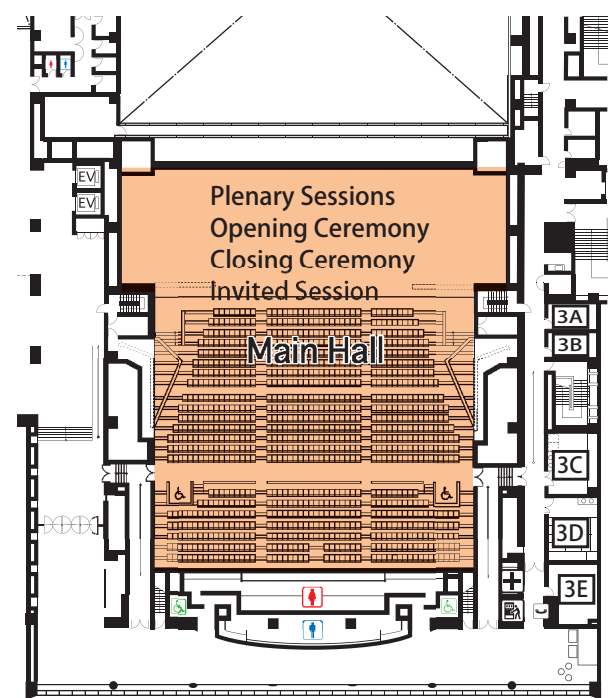 EV
EV
Plenary Sessions
Opening Ceremony
Closing Ceremony
Invited Session
Main Hall
3A
3B
3C
3D
3E